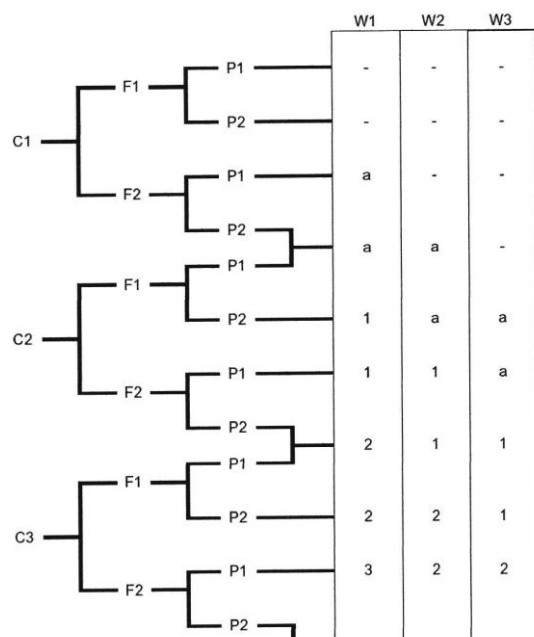 W1 W2 W3
P1 - - -
F1
P2 - - -
C1
P1 a - -
F2
P2
a a -
P1
F1
P2 1 a a
C2
P1 1 1 a
F2
P2
2 1 1
P1
F1
P2 2 2 1
C3
P1 3 2 2
F2
P2